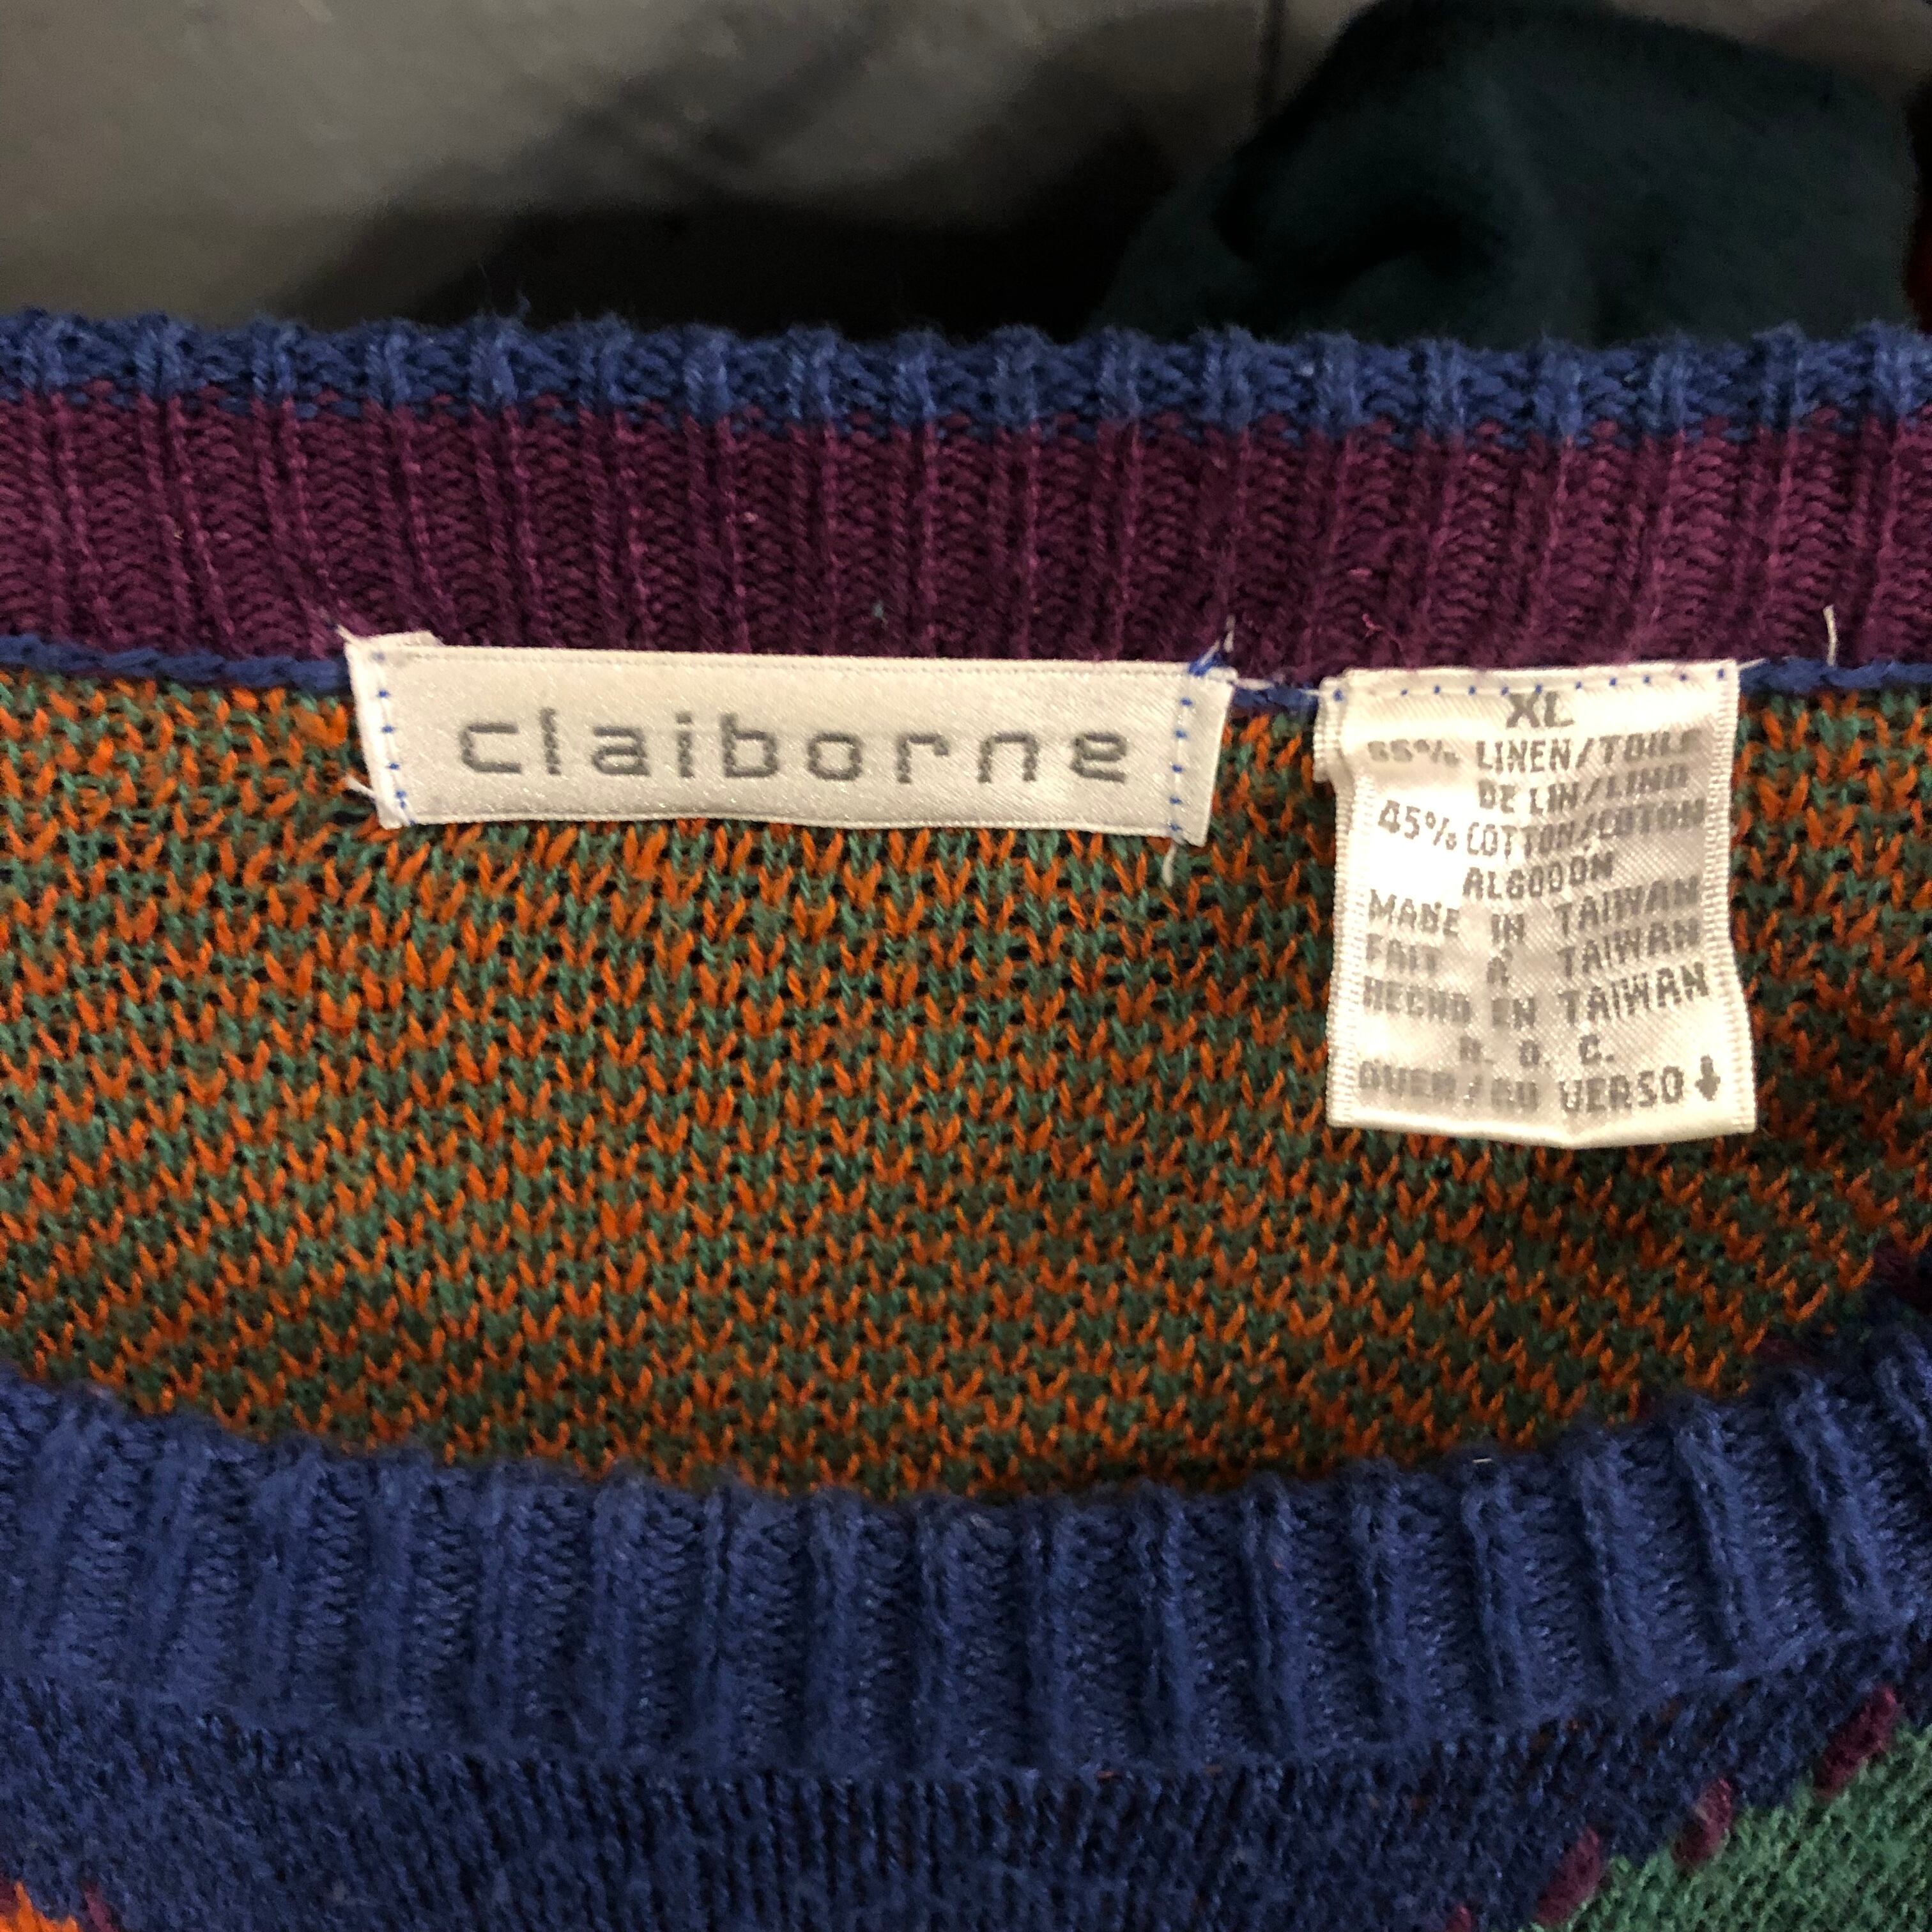 claiborne
XL
55% LINEN/TOILE
DE LIN/LINO
45% COTTON/COTON
ALGODON
MADE IN TAIWAN
FAIT A' TAIWAN
HECHO EN TAIWAN
R. O. C.
OVER/AU VERSO